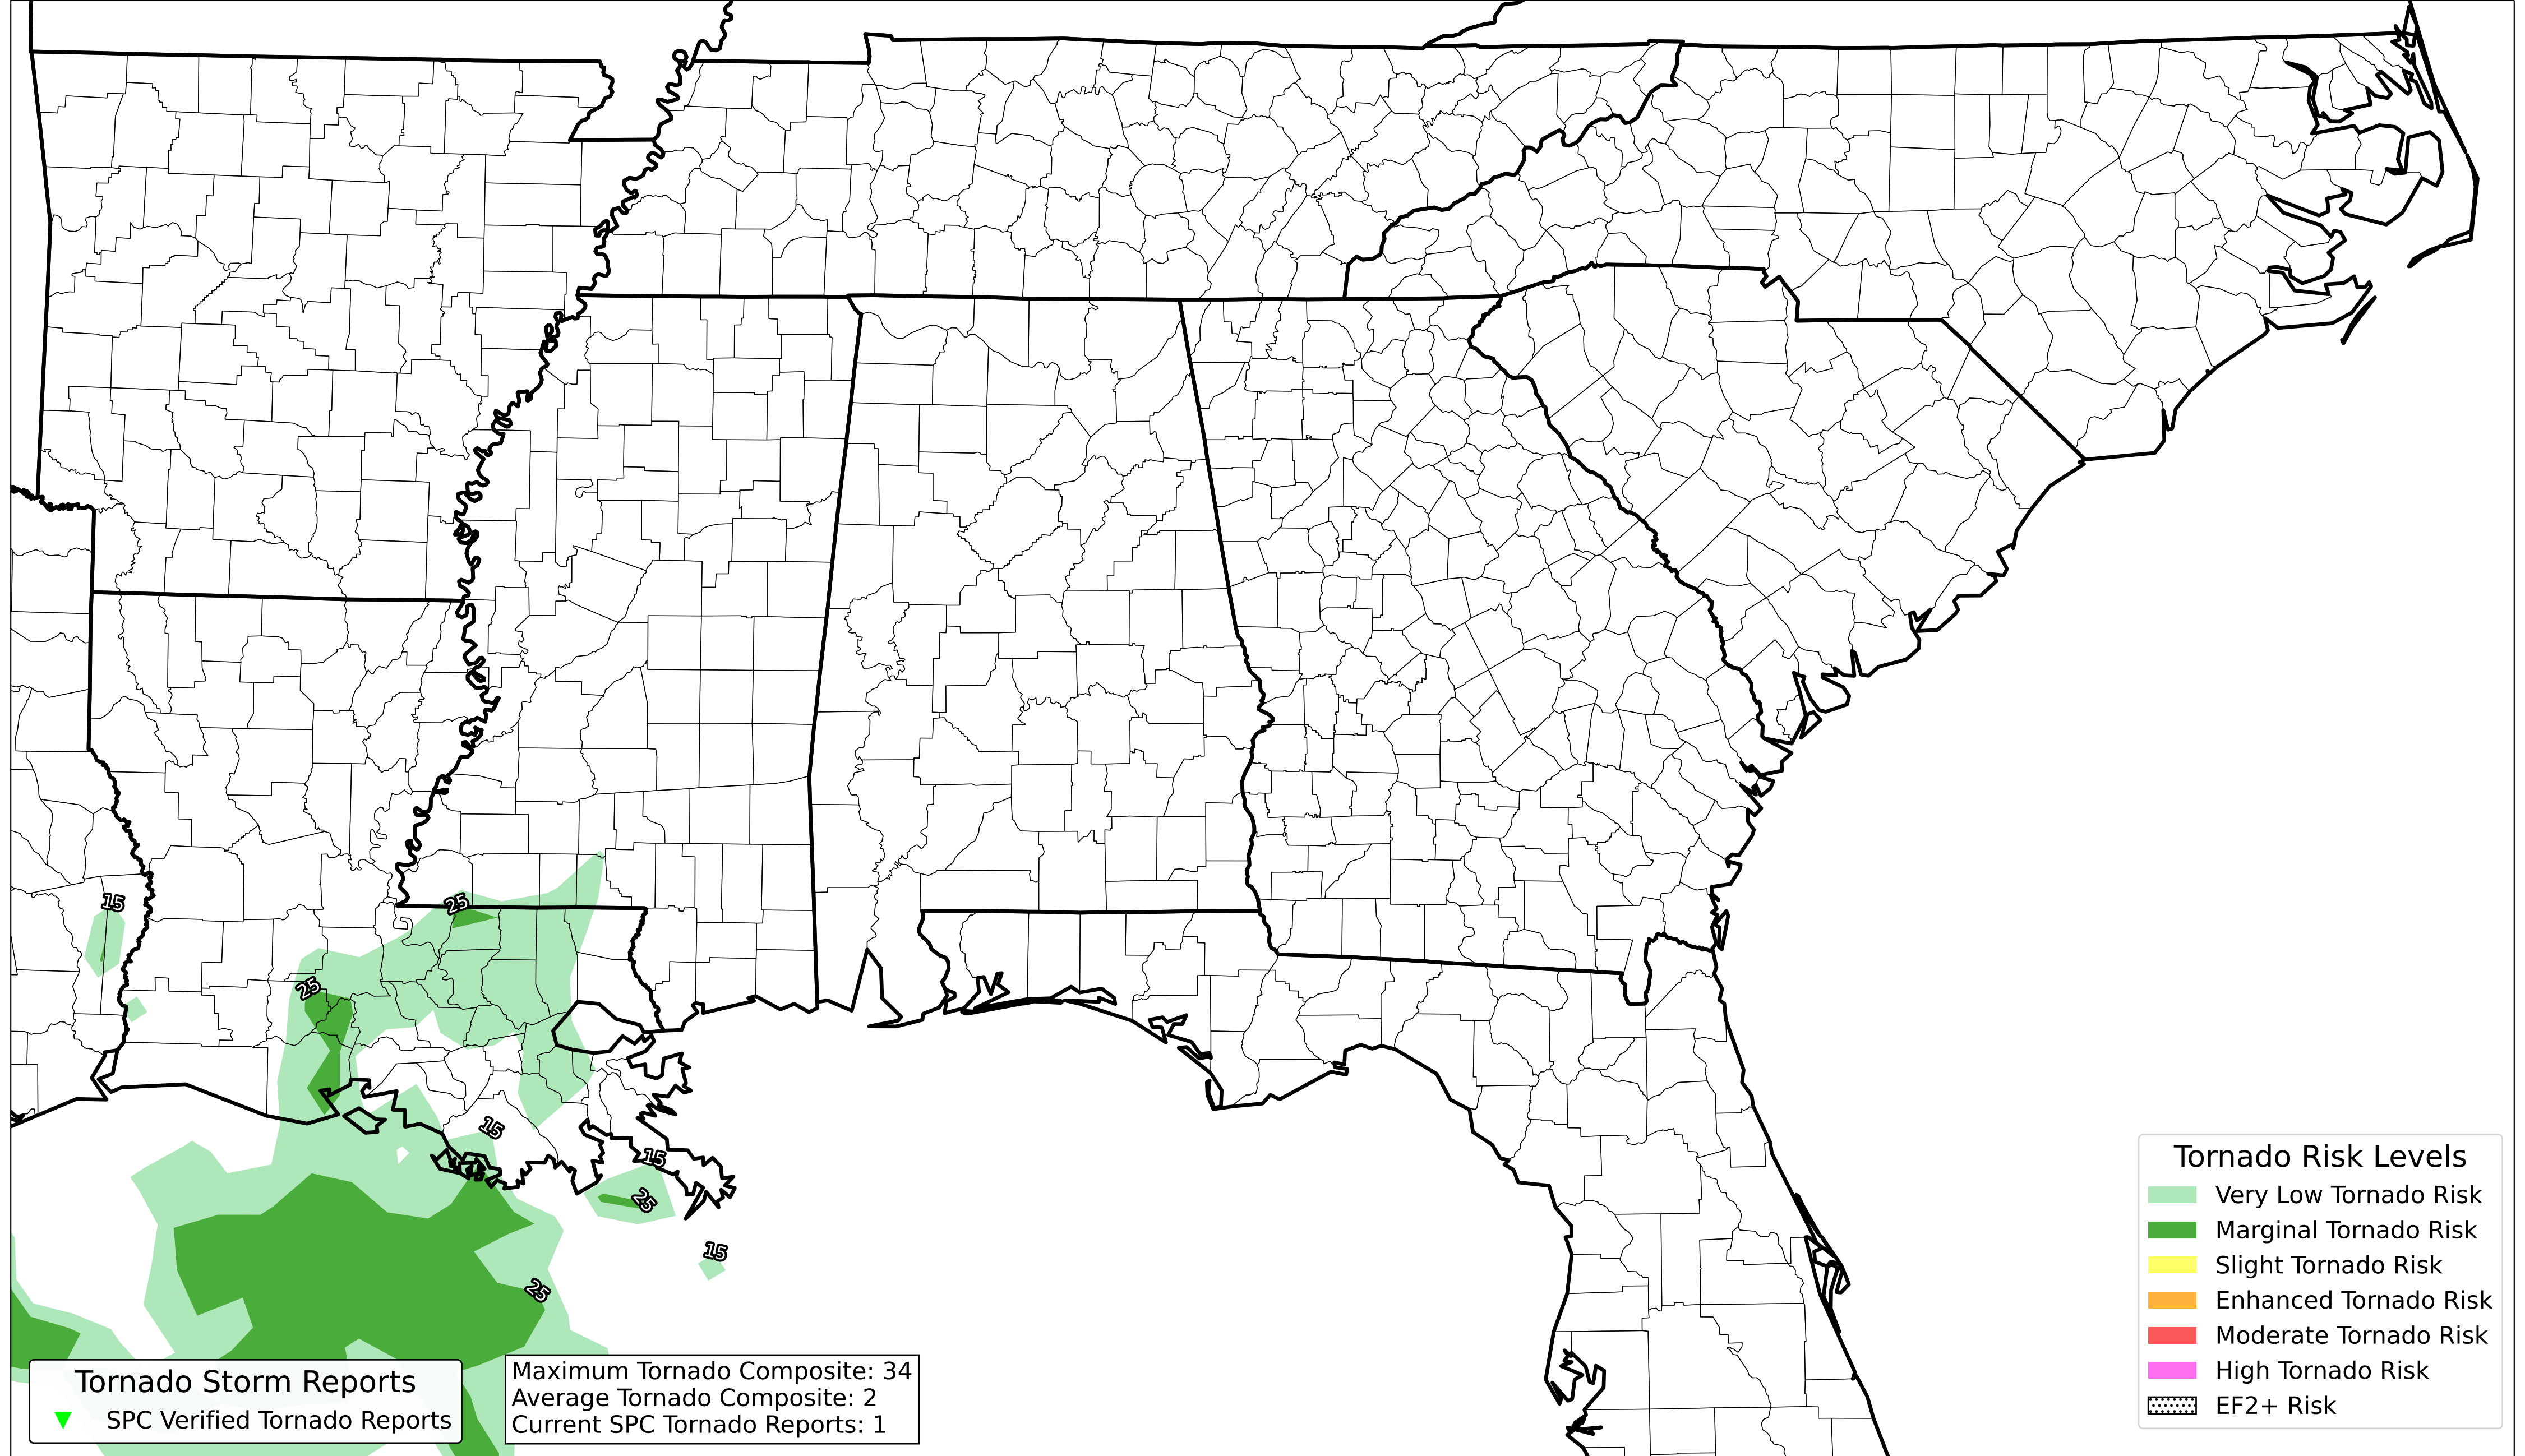 15
25
25
15
15
25
15
25
Tornado Storm Reports
SPC Verified Tornado Reports
Maximum Tornado Composite: 34
Average Tornado Composite: 2
Current SPC Tornado Reports: 1
Tornado Risk Levels
Very Low Tornado Risk
Marginal Tornado Risk
Slight Tornado Risk
Enhanced Tornado Risk
Moderate Tornado Risk
High Tornado Risk
EF2+ Risk